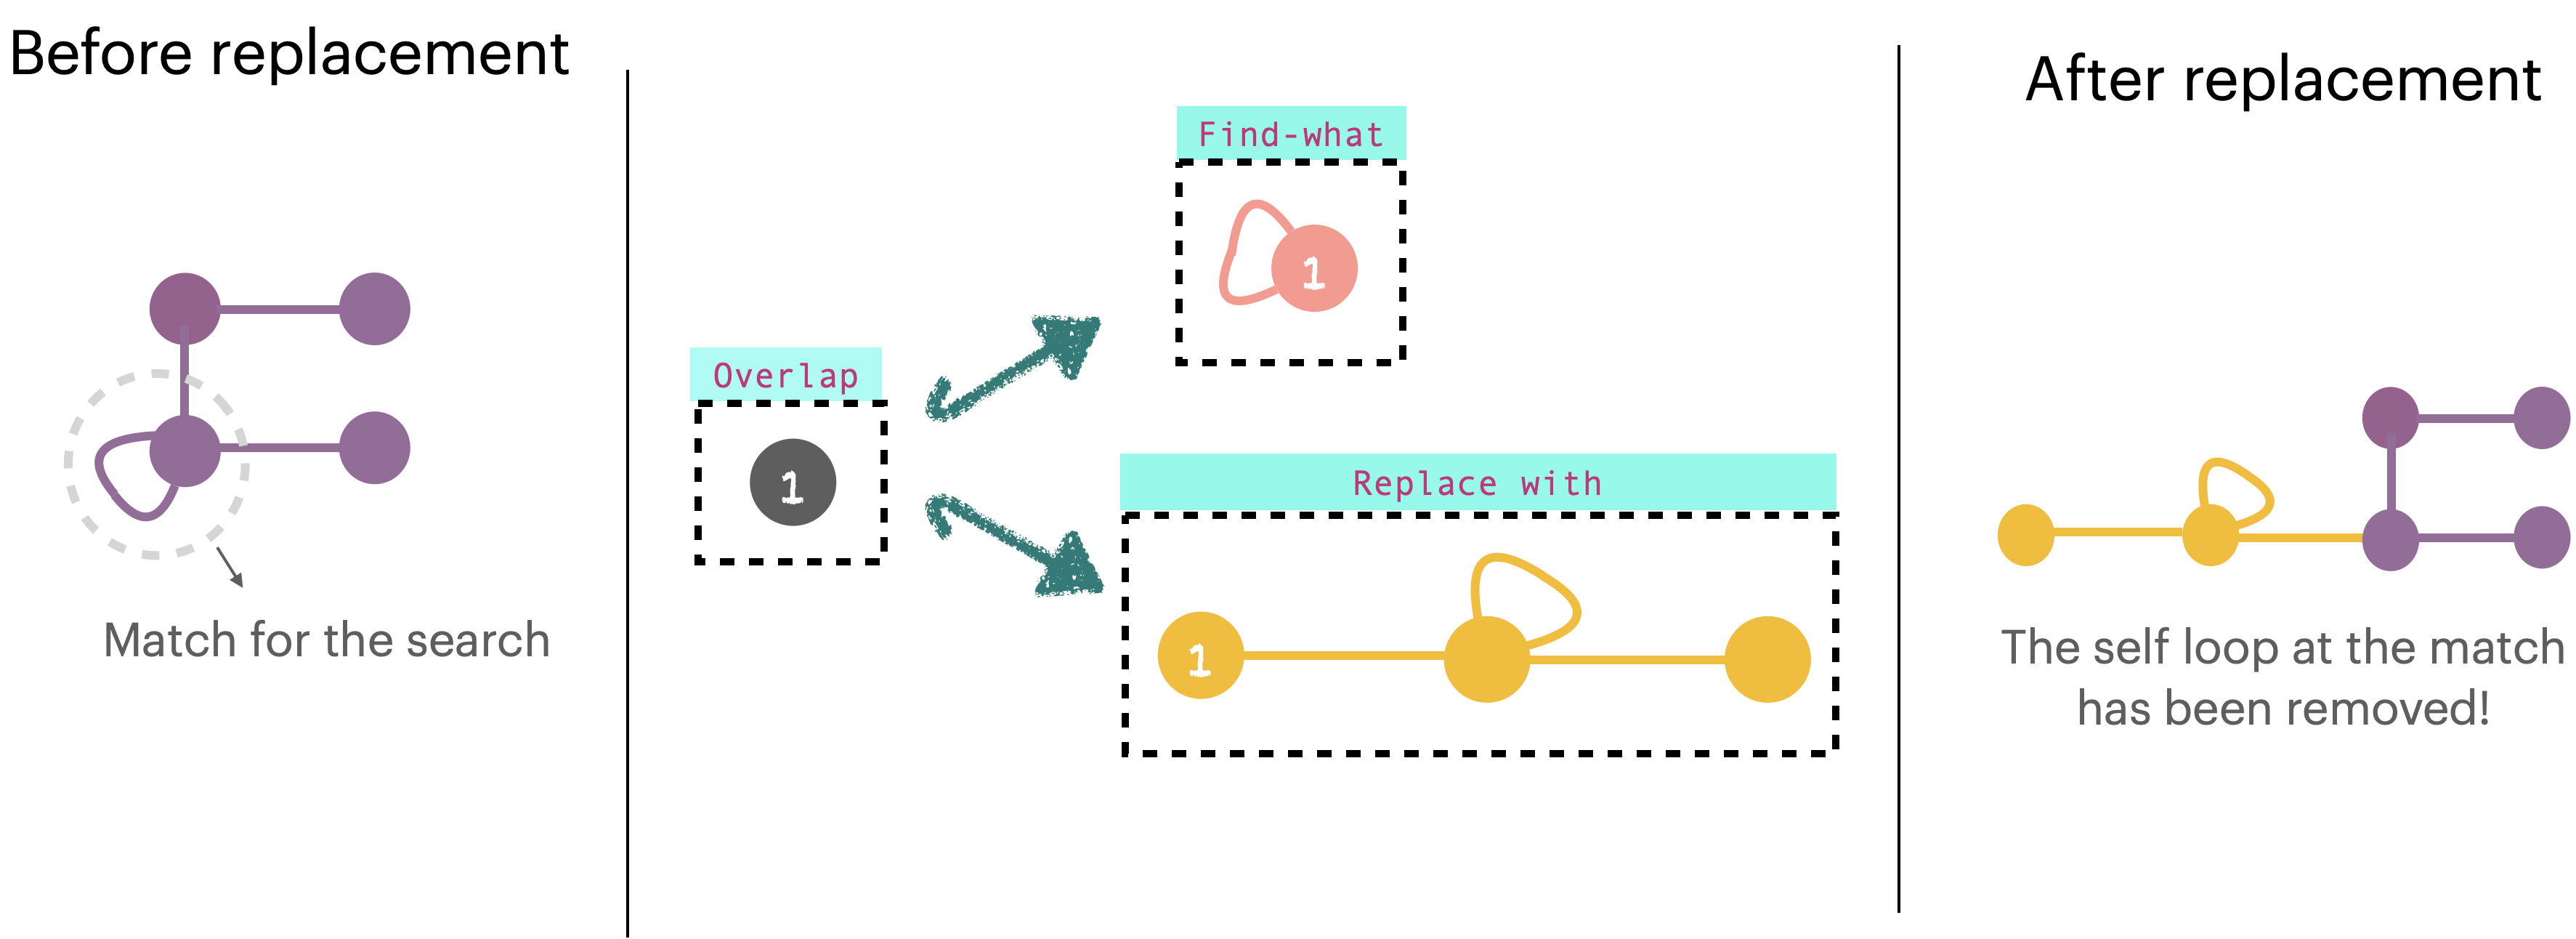 Before replacement
Match for the search
Overlap
1
Find-what
1
Replace with
1
After replacement
The self loop at the match
has been removed!